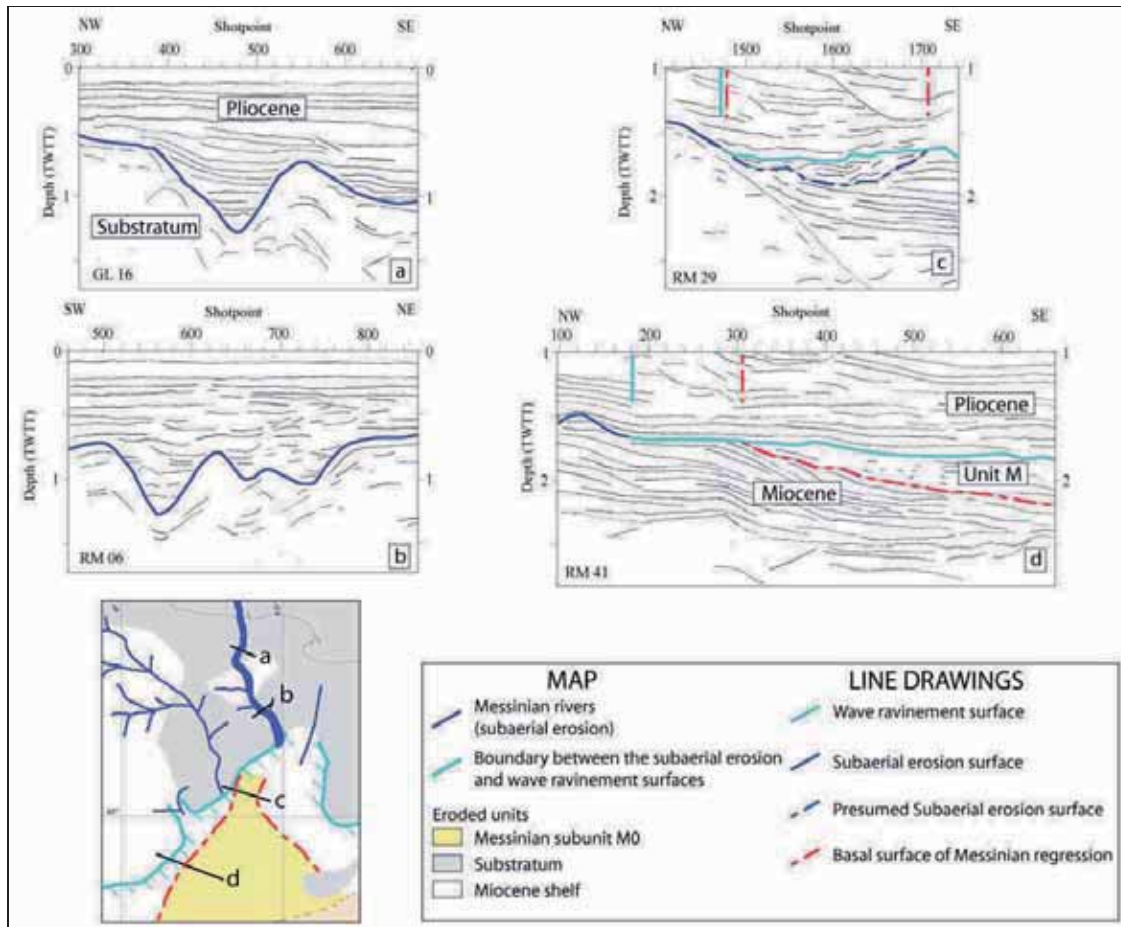 NW Shotpoint SE
300 400 500 600
0 0
Pliocene
Depth (TWTT)
1 1
Substratum
a
GL 16
NW Shotpoint SE
1500 1600 1700
1 1
Depth (TWTT)
2 2
c
RM 29
SW Shotpoint NE
500 600 700 800
0 0
Depth (TWTT)
1 1
b
RM 06
NW Shotpoint SE
100 200 300 400 500 600
1 1
Pliocene
Depth (TWTT)
Unit M
2 2
Miocene
d
RM 41
a
b
c
d
MAP
Messinian rivers
(subaerial erosion)
Boundary between the subaerial erosion
and wave ravinement surfaces
Eroded units
Messinian subunit M0
Substratum
Miocene shelf
LINE DRAWINGS
Wave ravinement surface
Subaerial erosion surface
Presumed Subaerial erosion surface
Basal surface of Messinian regression